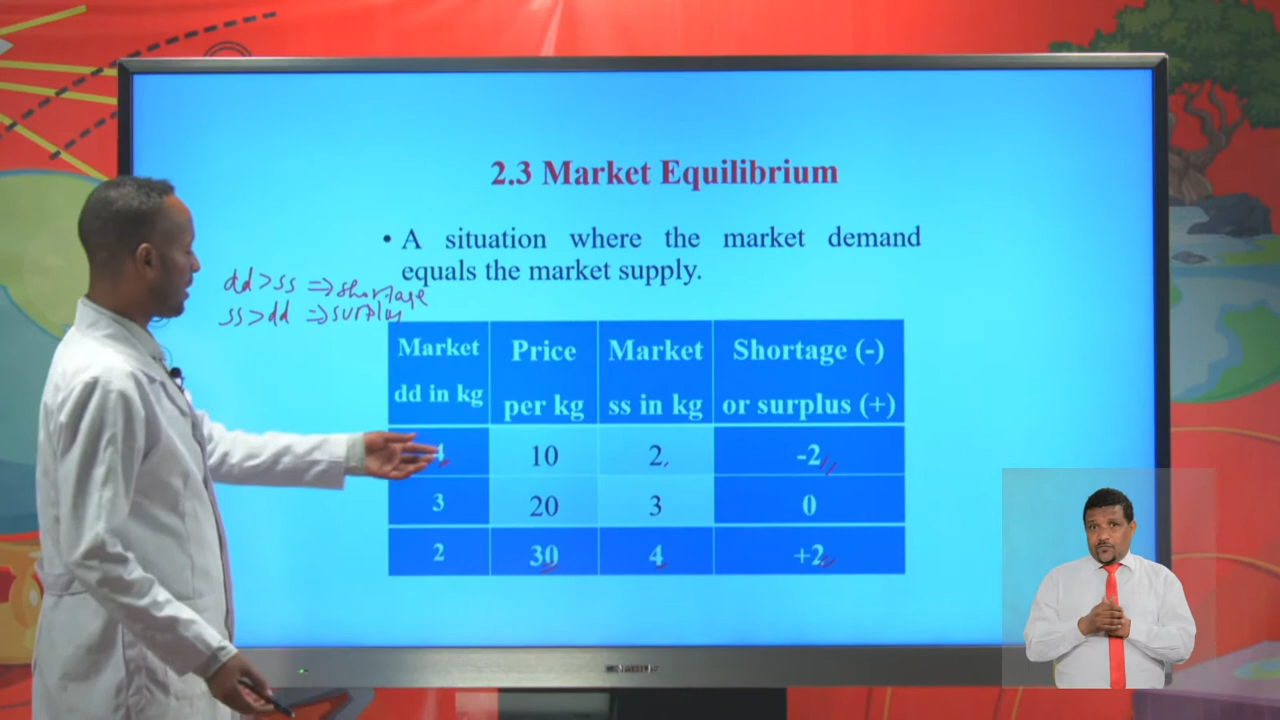 2.3 Market Equilibrium
• A situation where the market demand
equals the market supply.
dd > ss ⇒ shortage
ss > dd ⇒ surplus
Market dd in kg | Price per kg | Market ss in kg | Shortage (-) or surplus (+)
4 | 10 | 2 | -2
3 | 20 | 3 | 0
2 | 30 | 4 | +2